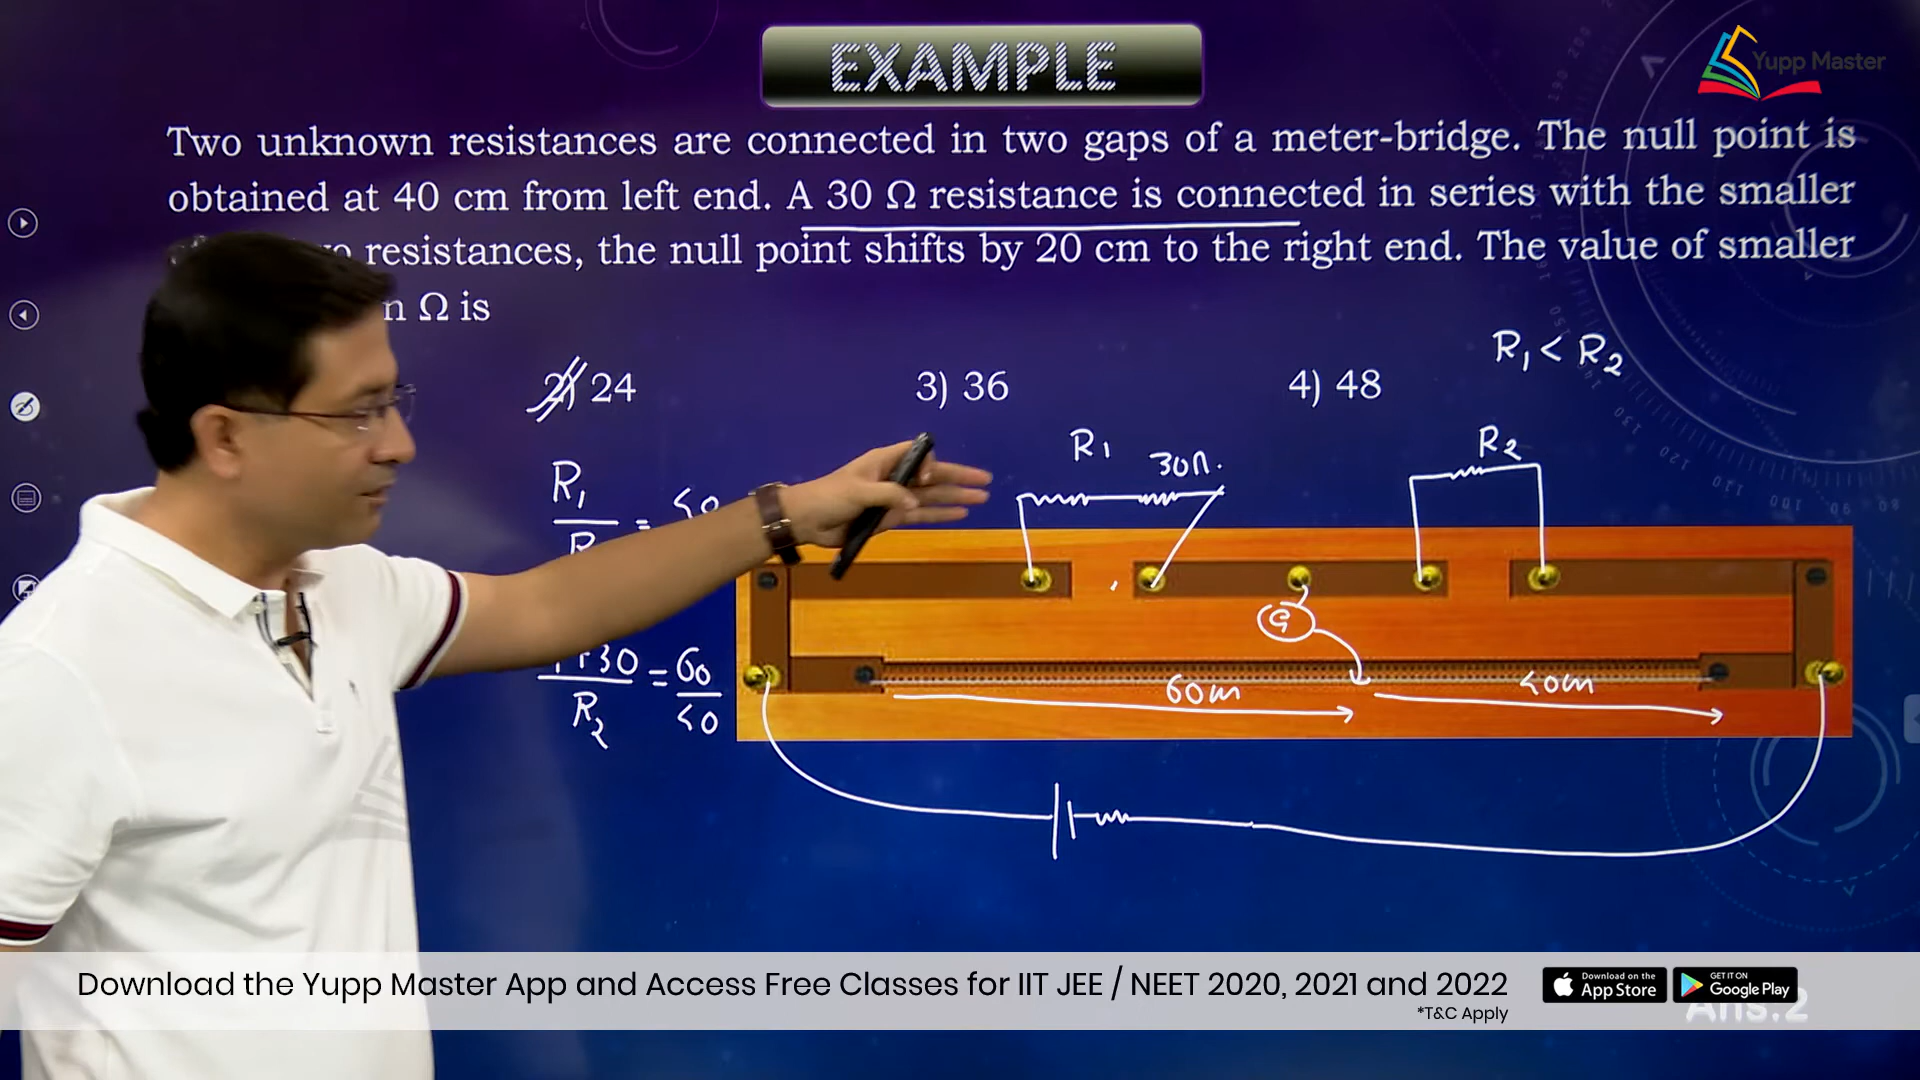 EXAMPLE
Yupp Master
Two unknown resistances are connected in two gaps of a meter-bridge. The null point is
obtained at 40 cm from left end. A 30 Ω resistance is connected in series with the smaller
resistances, the null point shifts by 20 cm to the right end. The value of smaller
n Ω is
2) 24
3) 36
4) 48
R₁ < R₂
R₁
30Ω.
R₂
R₁
= 40
R
+30 = 60
R₂ 40
G
60cm
40cm
Download the Yupp Master App and Access Free Classes for IIT JEE / NEET 2020, 2021 and 2022
*T&C Apply
Download on the
App Store
GET IT ON
Google Play
Ans:2